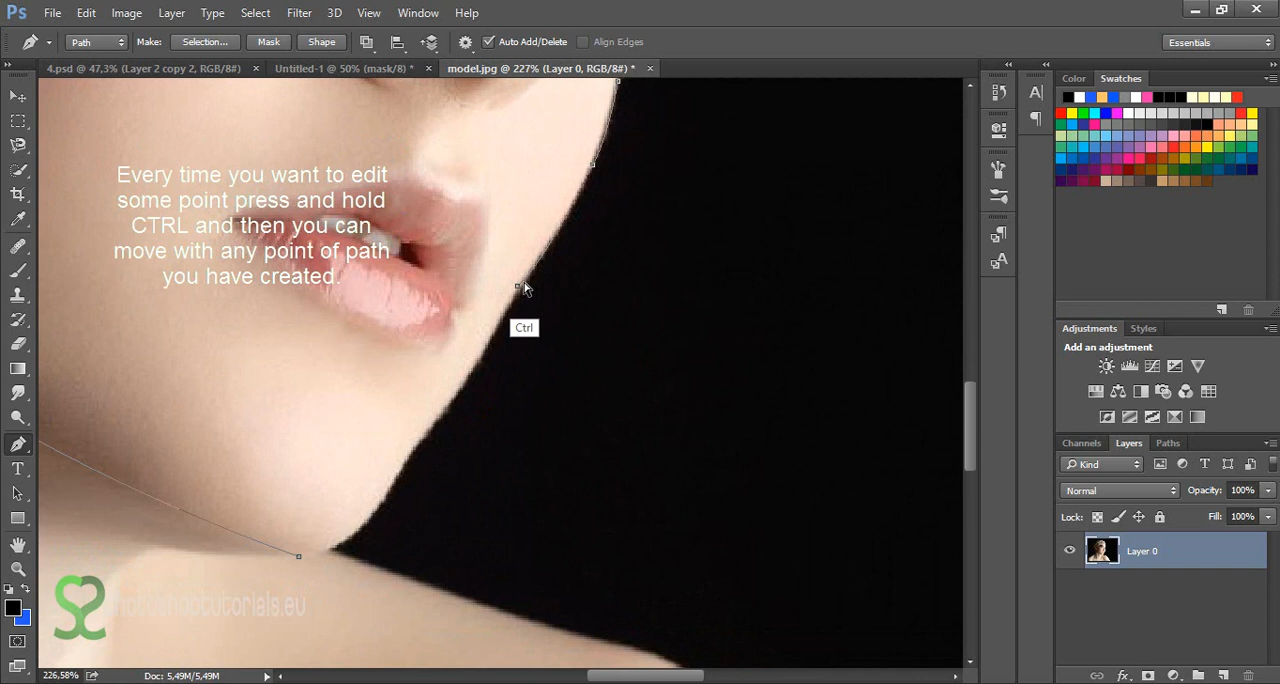 Ps File Edit Image Layer Type Select Filter 3D View Window Help
Path Make: Selection... Mask Shape Auto Add/Delete Align Edges Essentials
4.psd @ 47,3% (Layer 2 copy 2, RGB/8#) × Untitled-1 @ 50% (mask/8) * × model.jpg @ 227% (Layer 0, RGB/8#) * ×
Color Swatches
Every time you want to edit
some point press and hold
CTRL and then you can
move with any point of path
you have created.
Ctrl
Adjustments Styles
Add an adjustment
Channels Layers Paths
Kind
Normal Opacity: 100%
Lock: Fill: 100%
Layer 0
226,58% Doc: 5,49M/5,49M